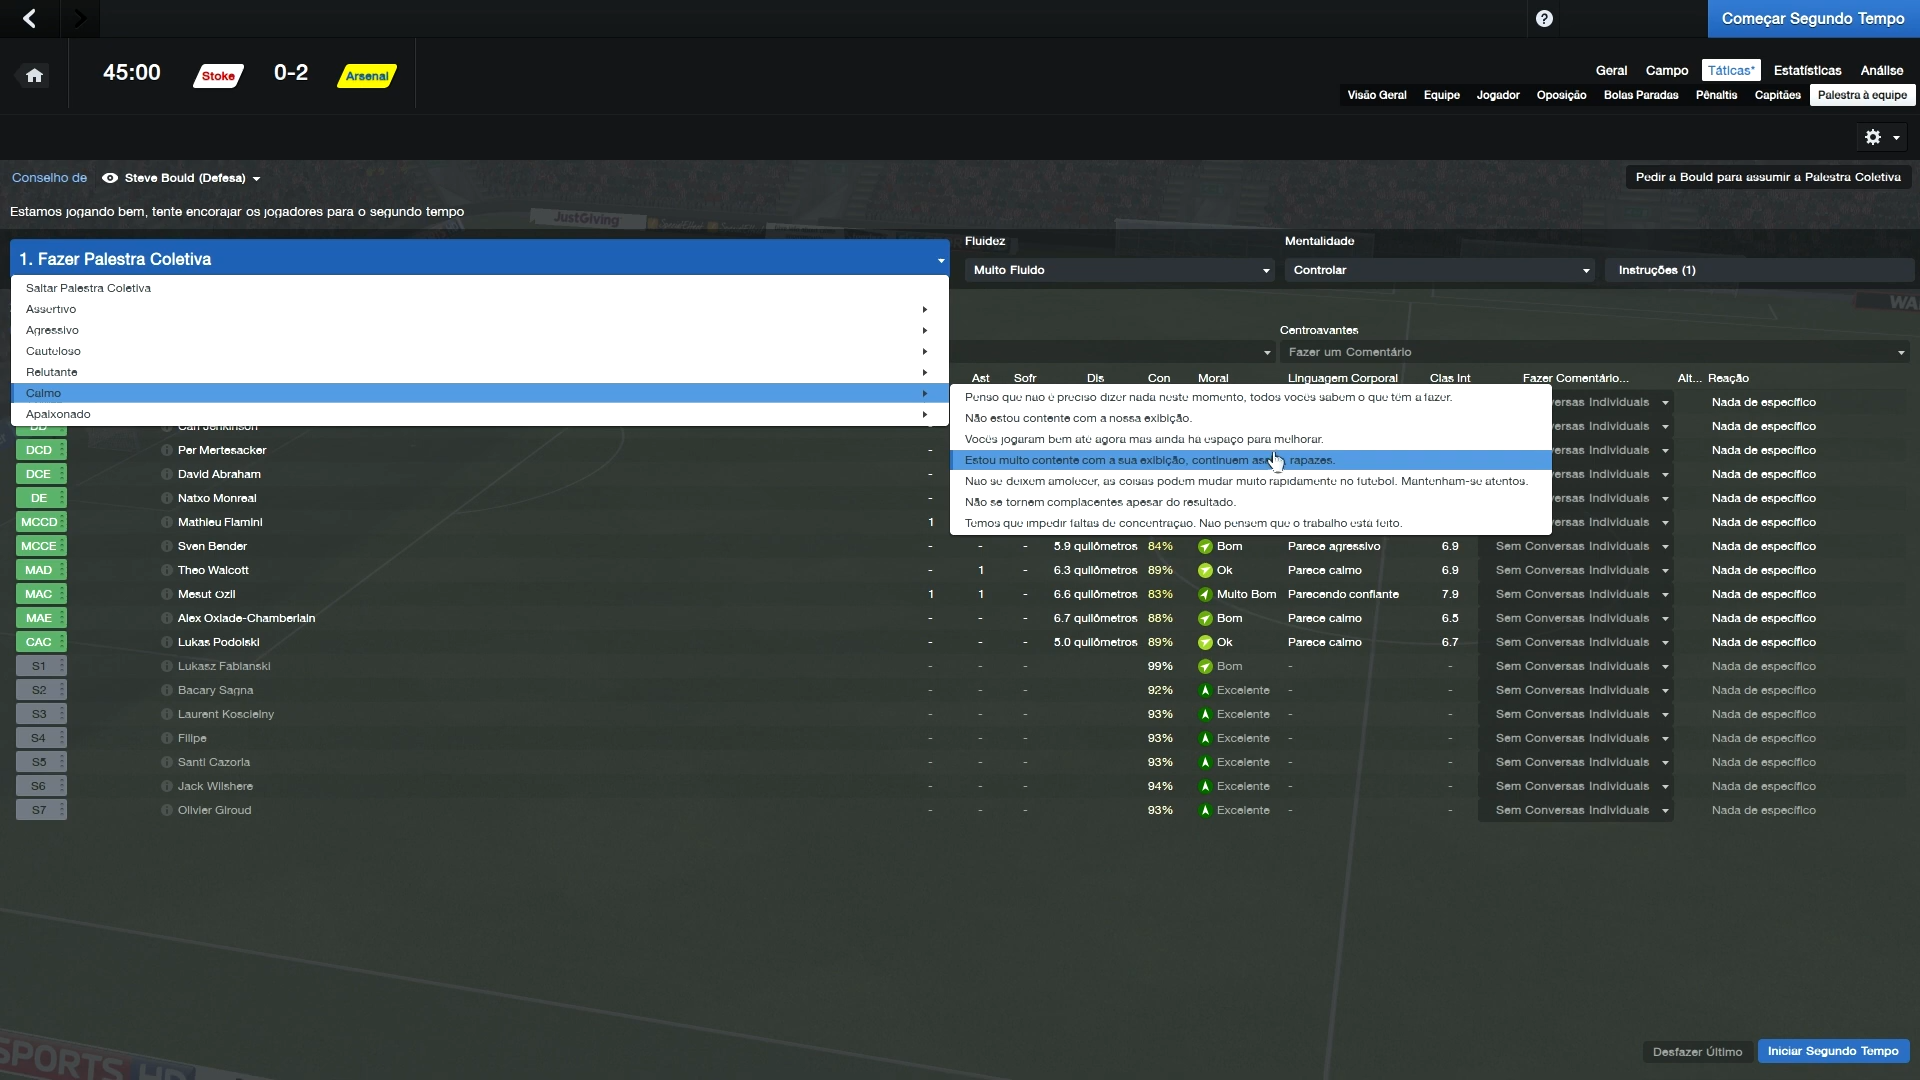 Começar Segundo Tempo
45:00 Stoke 0-2 Arsenal
Geral Campo Táticas* Estatísticas Análise
Visão Geral Equipe Jogador Oposição Bolas Paradas Pênaltis Capitães Palestra à equipe
Conselho de Steve Bould (Defesa)
Pedir a Bould para assumir a Palestra Coletiva
Estamos jogando bem, tente encorajar os jogadores para o segundo tempo
JustGiving
1. Fazer Palestra Coletiva
Fluidez Mentalidade
Muito Fluido Controlar Instruções (1)
Saltar Palestra Coletiva
Assertivo
Agressivo
Cauteloso
Relutante
Calmo
Apaixonado
Centroavantes
Fazer um Comentário
Ast Sofr Dis Con Moral Linguagem Corporal Clas Int Fazer Comentário... Alt... Reação
Penso que não é preciso dizer nada neste momento, todos vocês sabem o que têm a fazer.
Não estou contente com a nossa exibição.
Vocês jogaram bem até agora mas ainda há espaço para melhorar.
Estou muito contente com a sua exibição, continuem rapazes.
Não se deixem amolecer, as coisas podem mudar muito rapidamente no futebol. Mantenham-se atentos.
Não se tornem complacentes apesar do resultado.
Temos que impedir faltas de concentração. Não pensem que o trabalho está feito.
versas Individuais Nada de específico
DD Carl Jenkinson - versas Individuais Nada de específico
DCD Per Mertesacker - versas Individuais Nada de específico
DCE David Abraham - versas Individuais Nada de específico
DE Natxo Monreal - versas Individuais Nada de específico
MCCD Mathieu Flamini 1 versas Individuais Nada de específico
MCCE Sven Bender - - - 5.9 quilômetros 84% Bom Parece agressivo 6.9 Sem Conversas Individuais Nada de específico
MAD Theo Walcott - 1 - 6.3 quilômetros 89% Ok Parece calmo 6.9 Sem Conversas Individuais Nada de específico
MAC Mesut Özil 1 1 - 6.6 quilômetros 83% Muito Bom Parecendo confiante 7.9 Sem Conversas Individuais Nada de específico
MAE Alex Oxlade-Chamberlain - - - 6.7 quilômetros 88% Bom Parece calmo 6.5 Sem Conversas Individuais Nada de específico
CAC Lukas Podolski - - - 5.0 quilômetros 89% Ok Parece calmo 6.7 Sem Conversas Individuais Nada de específico
S1 Lukasz Fabianski - - - 99% Bom - - Sem Conversas Individuais Nada de específico
S2 Bacary Sagna - - - 92% Excelente - - Sem Conversas Individuais Nada de específico
S3 Laurent Koscielny - - - 93% Excelente - - Sem Conversas Individuais Nada de específico
S4 Filipe - - - 93% Excelente - - Sem Conversas Individuais Nada de específico
S5 Santi Cazorla - - - 93% Excelente - - Sem Conversas Individuais Nada de específico
S6 Jack Wilshere - - - 94% Excelente - - Sem Conversas Individuais Nada de específico
S7 Olivier Giroud - - - 93% Excelente - - Sem Conversas Individuais Nada de específico
SPORTS HD
Desfazer Último Iniciar Segundo Tempo